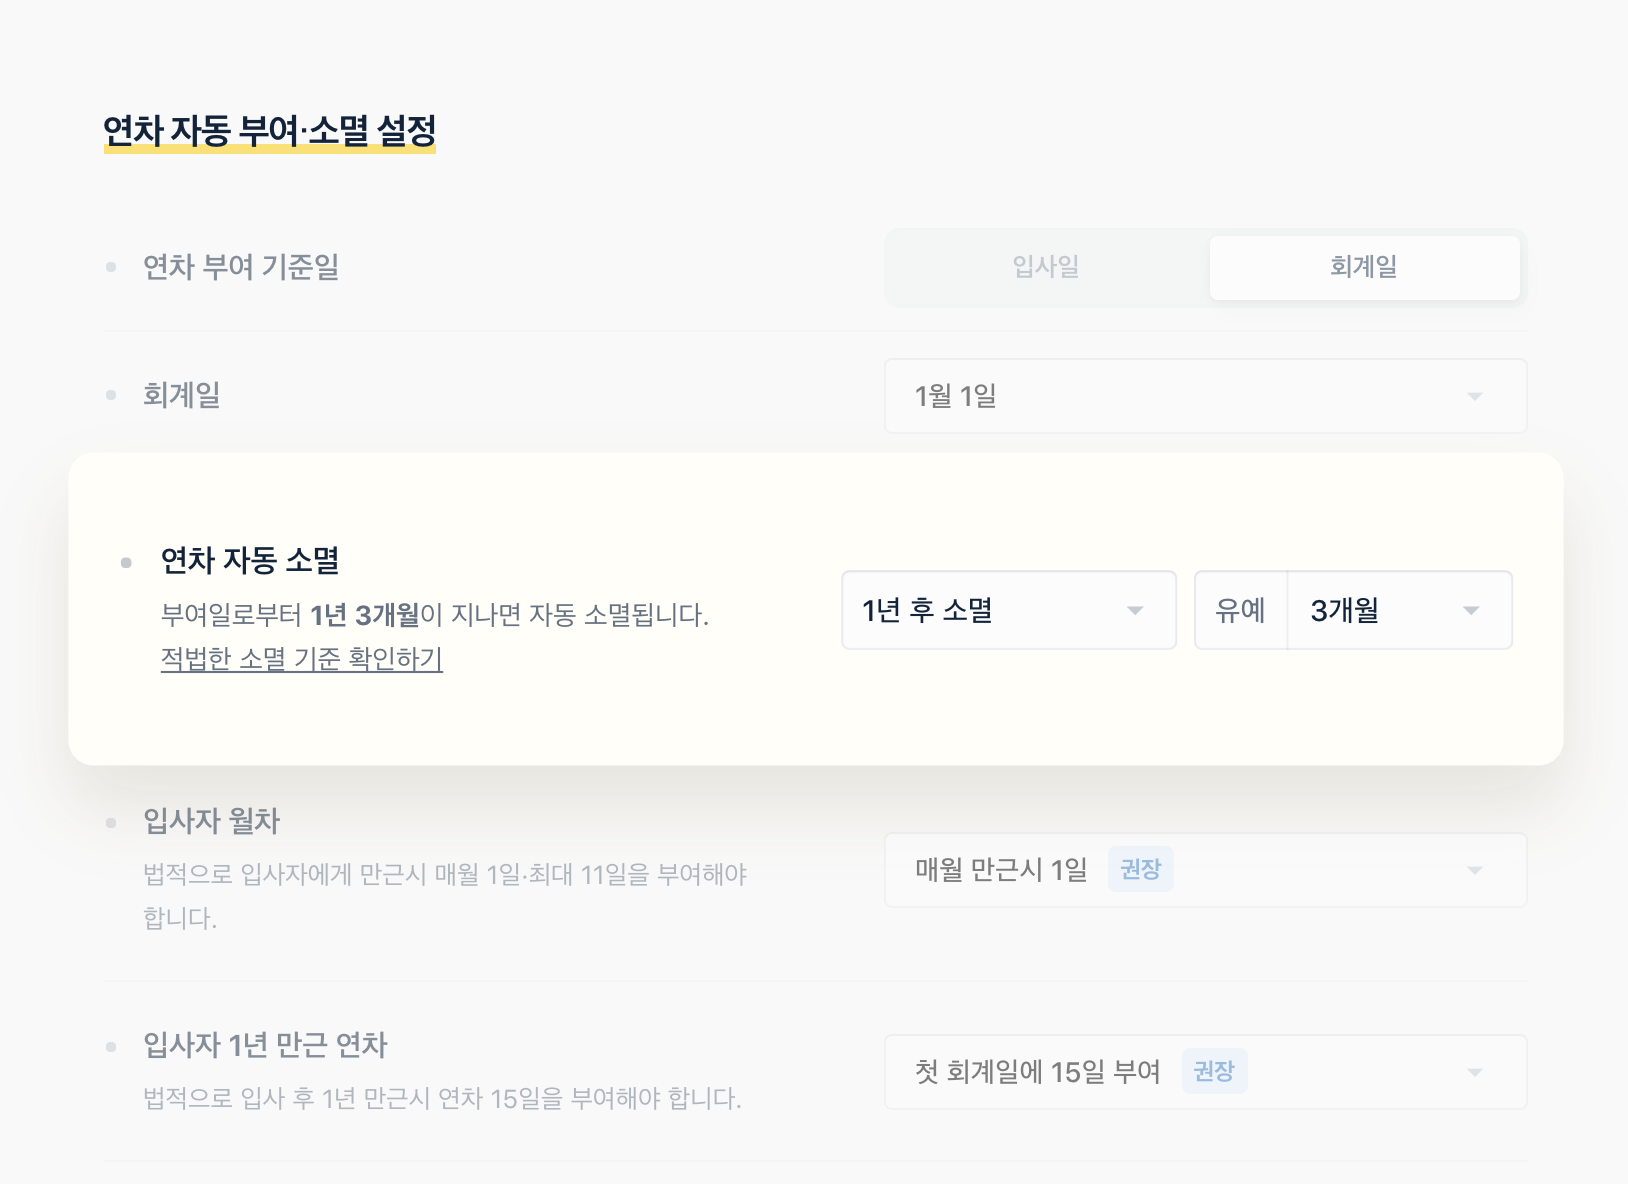 연차 자동 부여·소멸 설정
연차 부여 기준일
입사일
회계일
회계일
1월 1일
연차 자동 소멸
부여일로부터 1년 3개월이 지나면 자동 소멸됩니다.
적법한 소멸 기준 확인하기
1년 후 소멸
유예
3개월
입사자 월차
법적으로 입사자에게 만근시 매월 1일·최대 11일을 부여해야
합니다.
매월 만근시 1일 권장
입사자 1년 만근 연차
법적으로 입사 후 1년 만근시 연차 15일을 부여해야 합니다.
첫 회계일에 15일 부여 권장